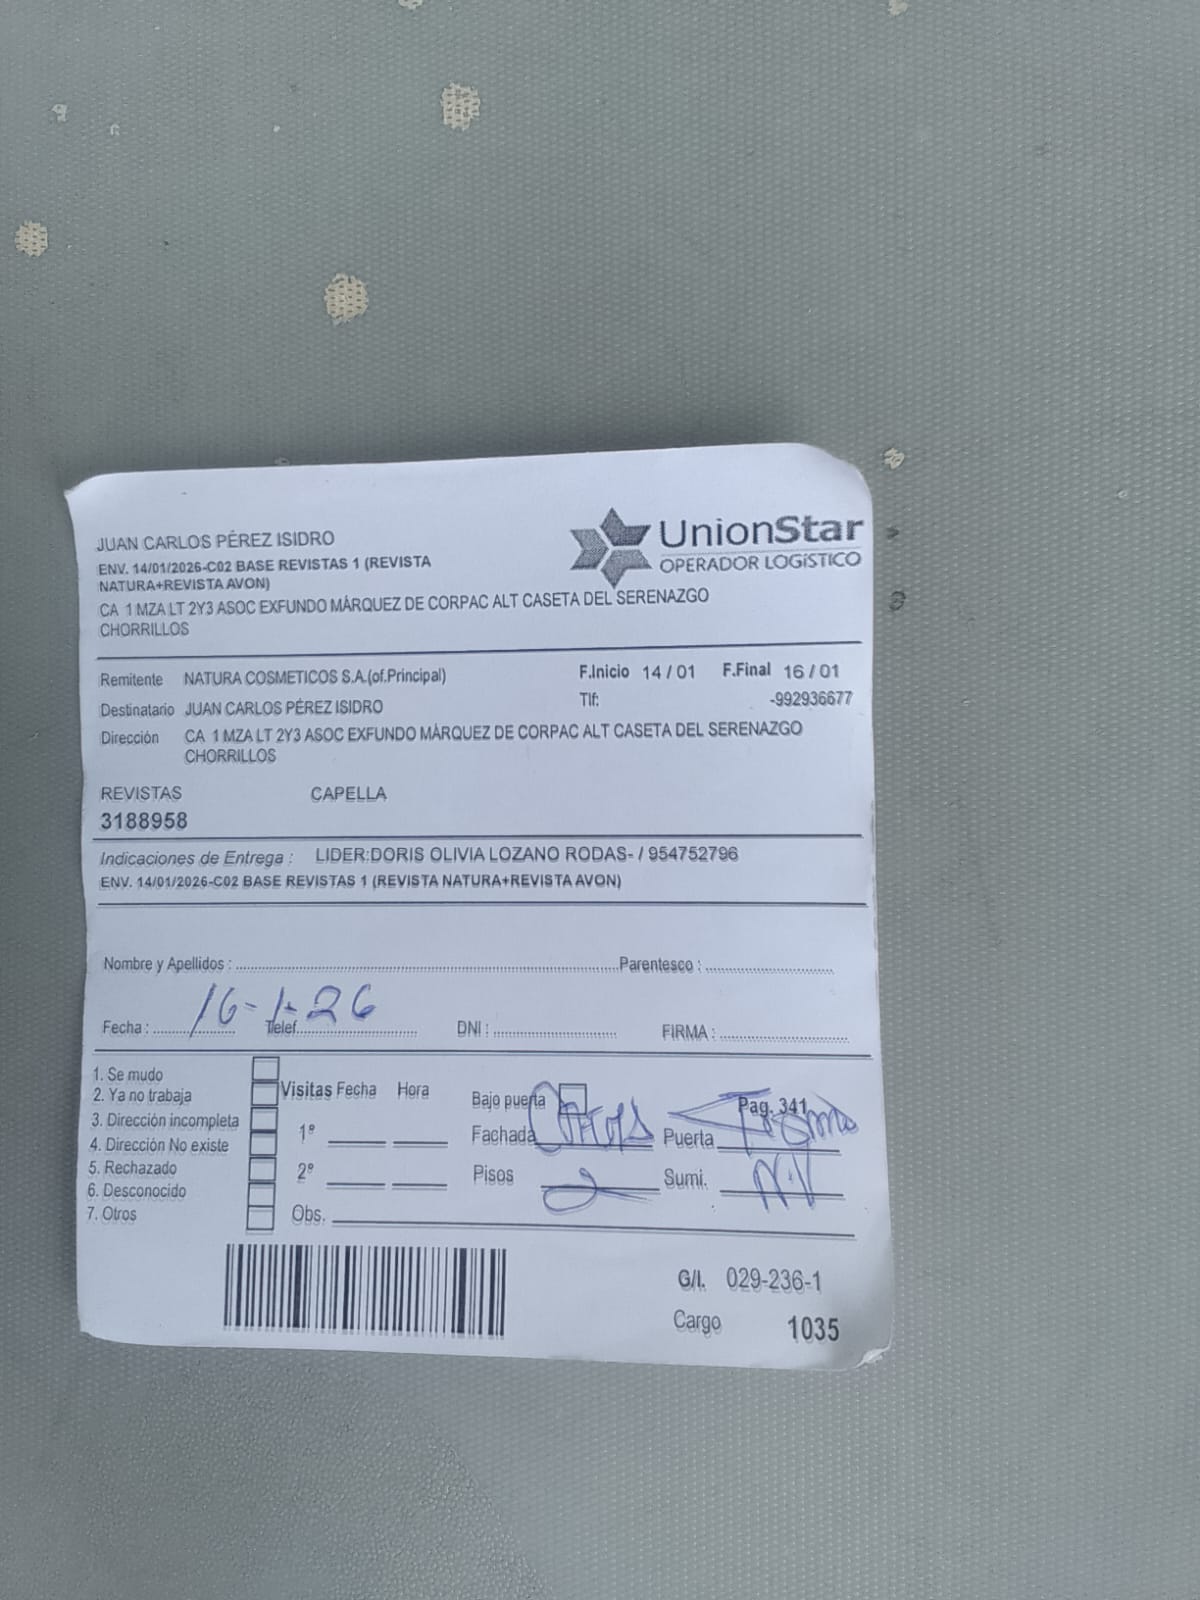 JUAN CARLOS PÉREZ ISIDRO
UnionStar
OPERADOR LOGÍSTICO
ENV. 14/01/2026-C02 BASE REVISTAS 1 (REVISTA
NATURA+REVISTA AVON)
CA 1 MZA LT 2Y3 ASOC EXFUNDO MÁRQUEZ DE CORPAC ALT CASETA DEL SERENAZGO
CHORRILLOS
Remitente NATURA COSMETICOS S.A.(of.Principal) F.Inicio 14 / 01 F.Final 16 / 01
Destinatario JUAN CARLOS PÉREZ ISIDRO Tlf: -992936677
Dirección CA 1 MZA LT 2Y3 ASOC EXFUNDO MÁRQUEZ DE CORPAC ALT CASETA DEL SERENAZGO
CHORRILLOS
REVISTAS CAPELLA
3188958
Indicaciones de Entrega : LIDER:DORIS OLIVIA LOZANO RODAS- / 954752796
ENV. 14/01/2026-C02 BASE REVISTAS 1 (REVISTA NATURA+REVISTA AVON)
Nombre y Apellidos : Parentesco :
Fecha : 16-1-26 Telef. DNI : FIRMA :
1. Se mudo
2. Ya no trabaja
3. Dirección incompleta
4. Dirección No existe
5. Rechazado
6. Desconocido
7. Otros
Visitas Fecha Hora
1º
2º
Obs.
Bajo puerta Pag. 341
Fachada Puerta
Pisos 2 Sumi. N.V
G/I. 029-236-1
Cargo 1035